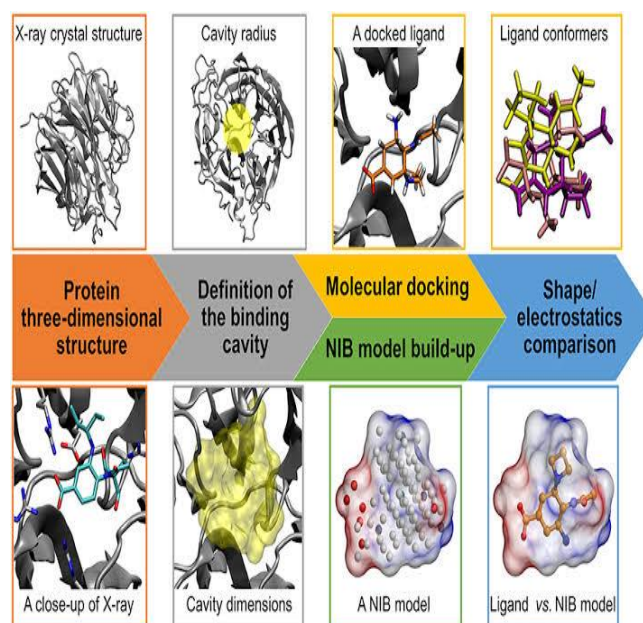 X-ray crystal structure
Cavity radius
A docked ligand
Ligand conformers
Protein
three-dimensional
structure
Definition of
the binding
cavity
Molecular docking
NIB model build-up
Shape/
electrostatics
comparison
A close-up of X-ray
Cavity dimensions
A NIB model
Ligand vs. NIB model